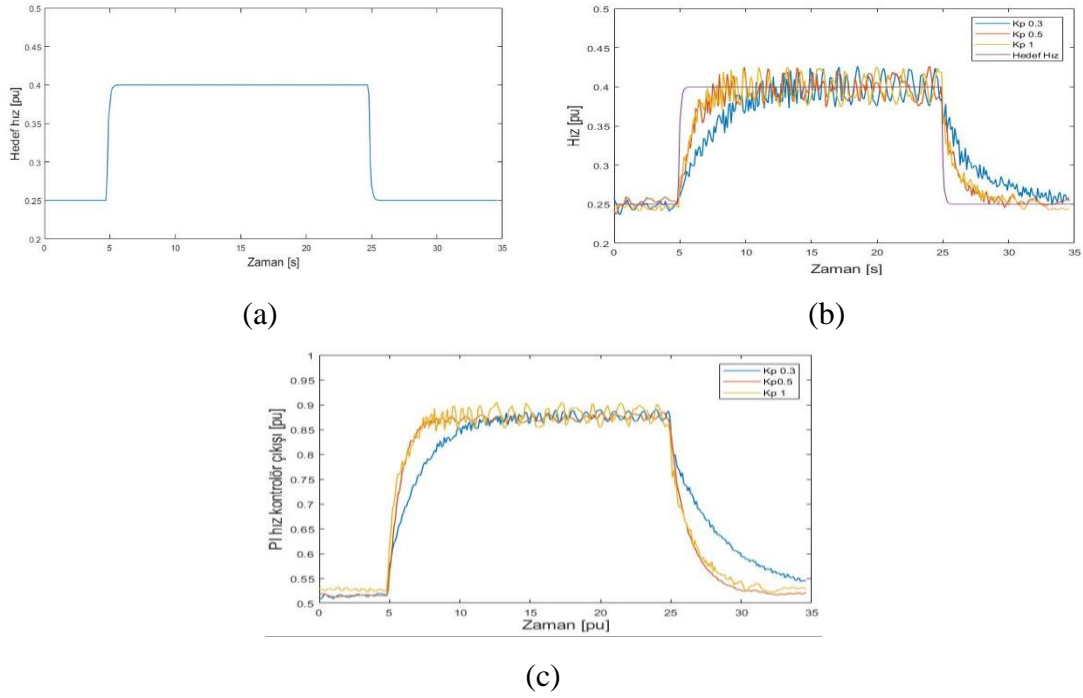 0.5
0.45
0.4
0.35
0.3
0.25
0.2
Hedef hız [pu]
0 5 10 15 20 25 30 35
Zaman [s]
(a)
0.5
0.45
0.4
0.35
0.3
0.25
0.2
Hız [pu]
Kp 0.3
Kp 0.5
Kp 1
Hedef Hız
0 5 10 15 20 25 30 35
Zaman [s]
(b)
1
0.95
0.9
0.85
0.8
0.75
0.7
0.65
0.6
0.55
0.5
PI hız kontrolör çıkışı [pu]
Kp 0.3
Kp0.5
Kp 1
0 5 10 15 20 25 30 35
Zaman [pu]
(c)